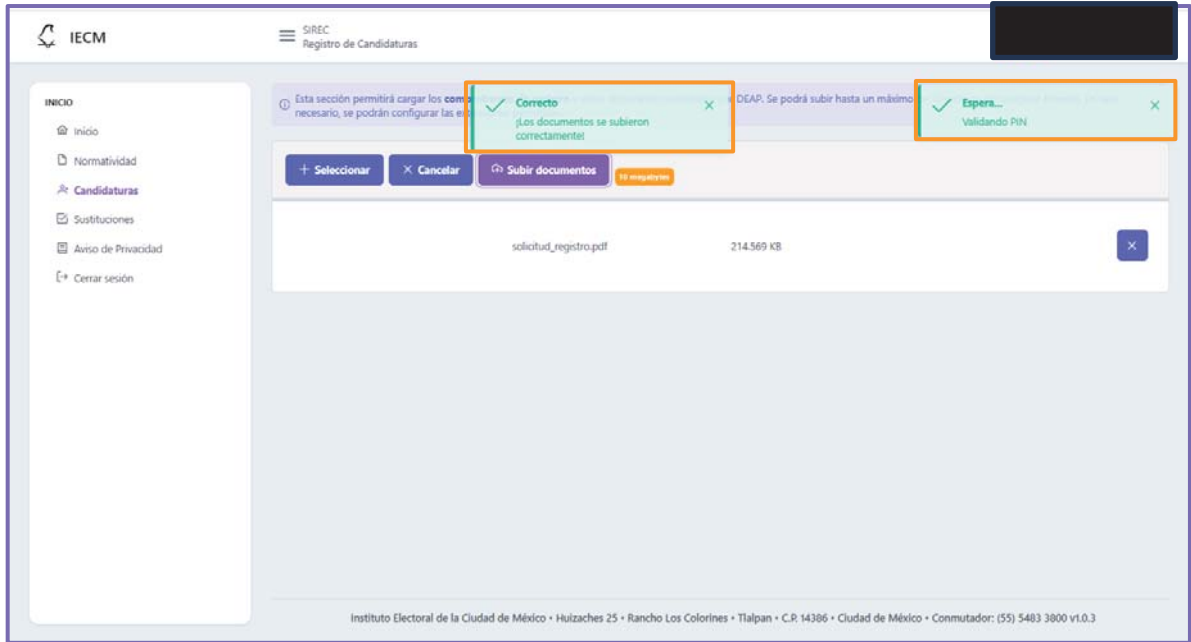 IECM
SIREC
Registro de Candidaturas
INICIO
Inicio
Normatividad
Candidaturas
Sustituciones
Aviso de Privacidad
Cerrar sesión
Esta sección permitirá cargar los DEAP. Se podrá subir hasta un máximo
necesario, se podrán configurar las
Correcto
¡Los documentos se subieron
correctamente!
Espera...
Validando PIN
Seleccionar
Cancelar
Subir documentos
10 megabytes
solicitud_registro.pdf
214.569 KB
Instituto Electoral de la Ciudad de México • Huizaches 25 • Rancho Los Colorines • Tlalpan • C.P. 14386 • Ciudad de México • Conmutador: (55) 5483 3800 v1.0.3